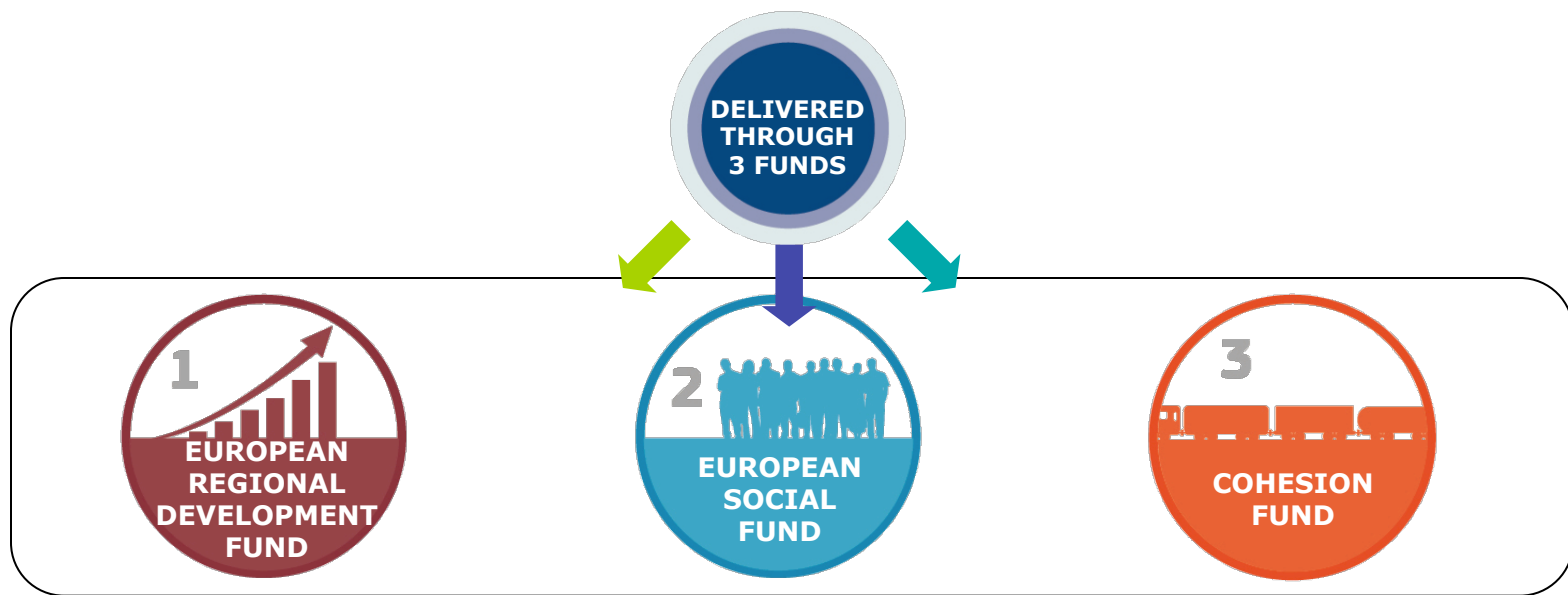 DELIVERED
THROUGH
3 FUNDS
1
EUROPEAN
REGIONAL
DEVELOPMENT
FUND
2
EUROPEAN
SOCIAL
FUND
3
COHESION
FUND